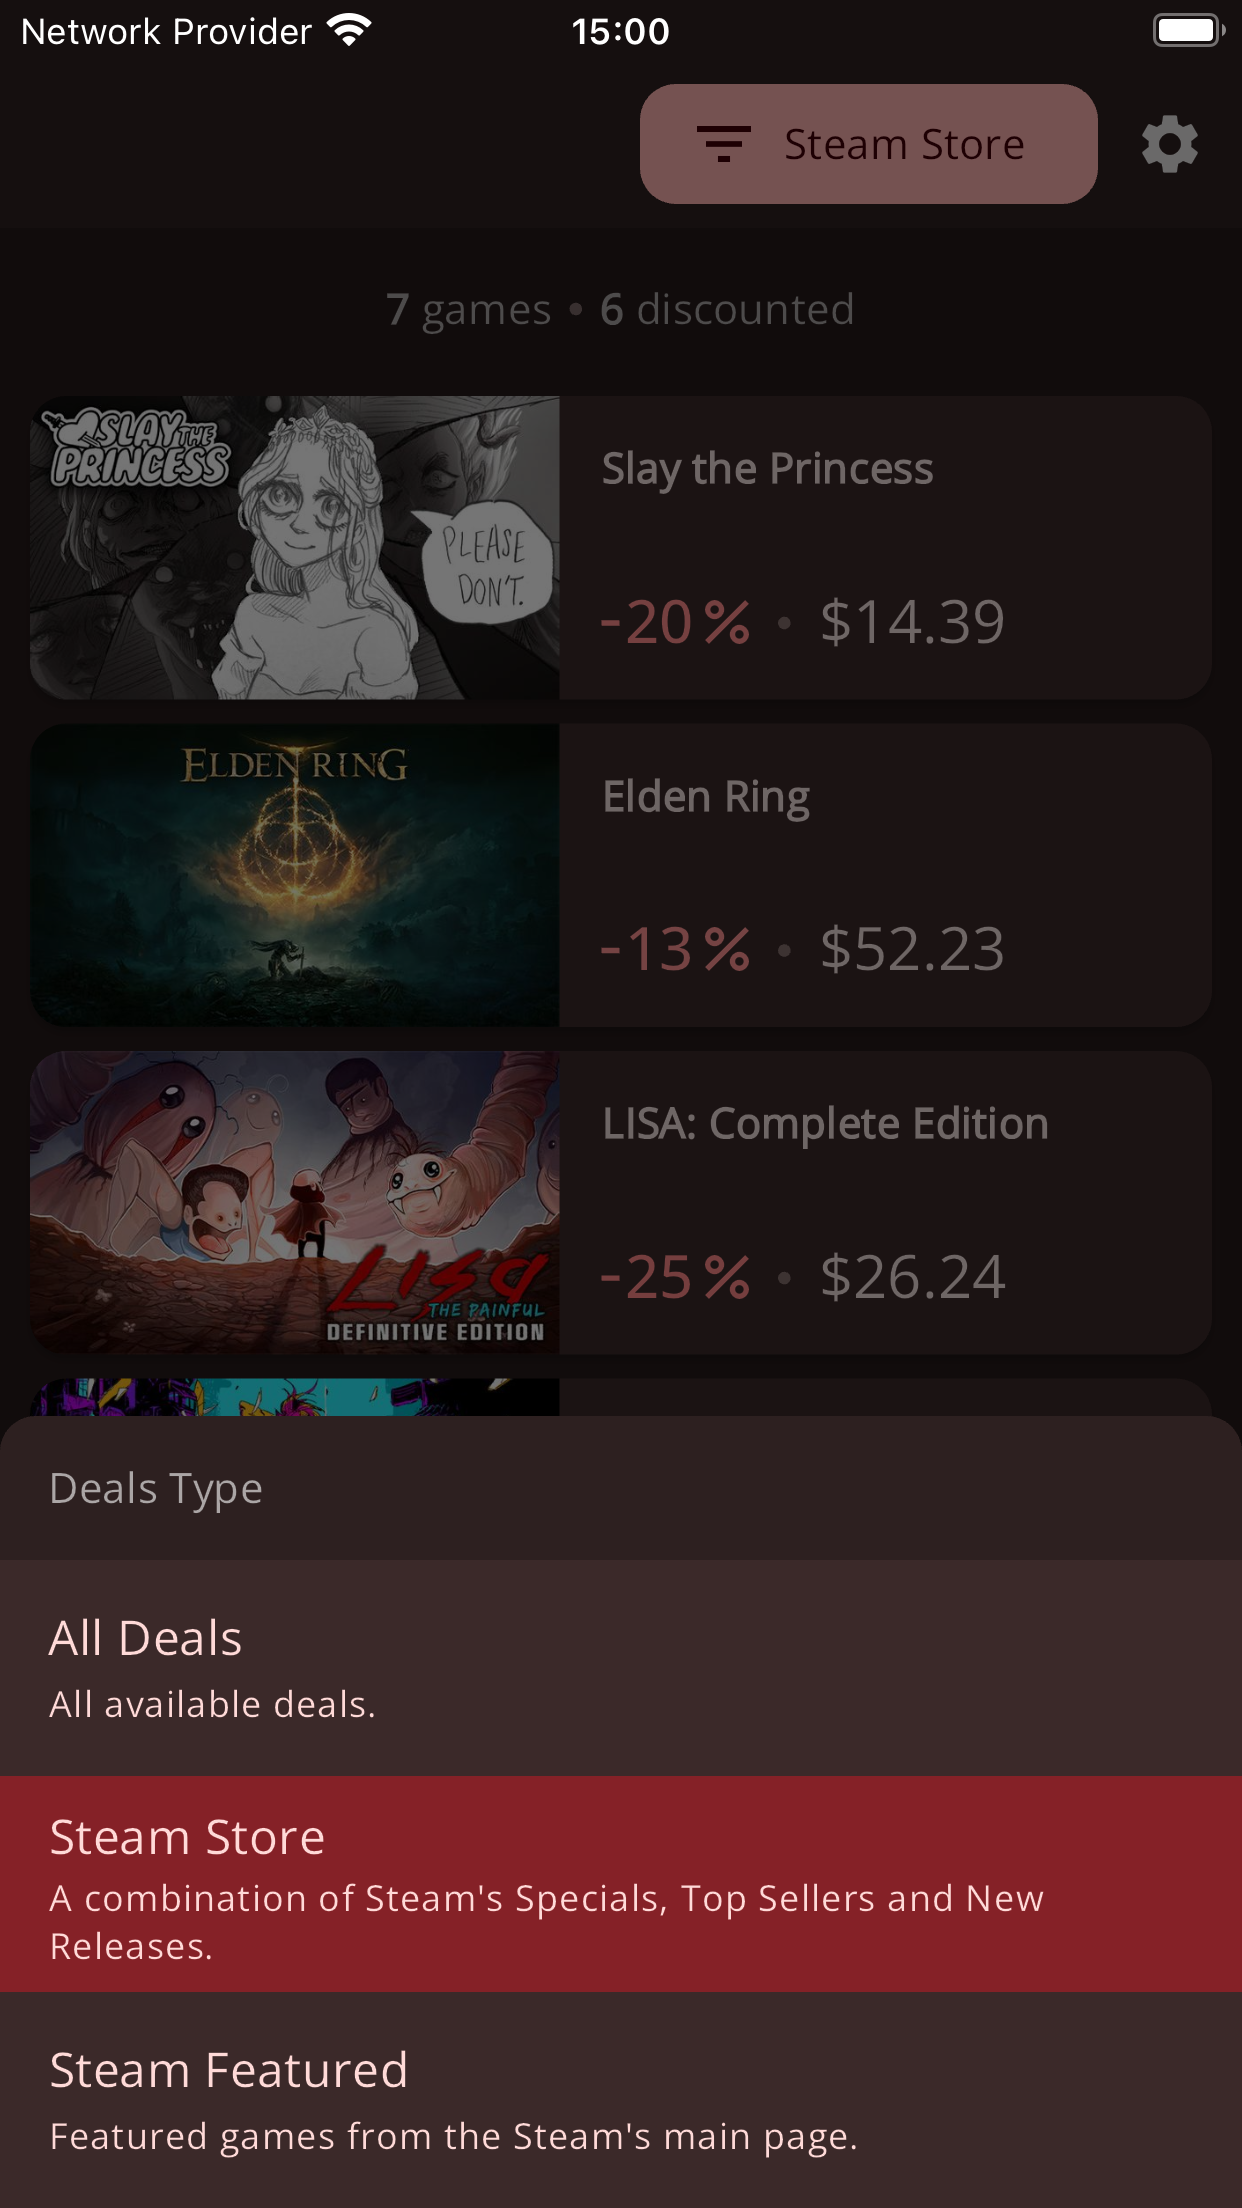 Network Provider 15:00
Steam Store
7 games • 6 discounted
SLAY THE
PRINCESS
PLEASE
DON'T.
Slay the Princess
-20% • $14.39
ELDEN RING
Elden Ring
-13% • $52.23
LISA
THE PAINFUL
DEFINITIVE EDITION
LISA: Complete Edition
-25% • $26.24
Deals Type
All Deals
All available deals.
Steam Store
A combination of Steam's Specials, Top Sellers and New
Releases.
Steam Featured
Featured games from the Steam's main page.